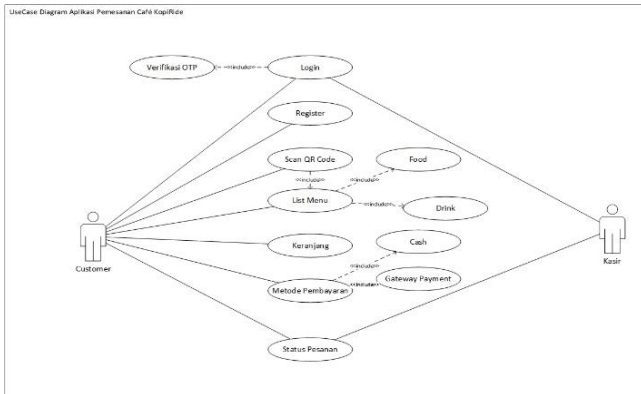 UseCase Diagram Aplikasi Pemesanan Café KopiRide
Verifikasi OTP
<<include>>
Login
Register
Scan QR Code
<<include>>
Food
<<include>>
List Menu
<<include>>
Drink
Customer
Kasir
Keranjang
Cash
<<include>>
Metode Pembayaran
<<include>>
Gateway Payment
Status Pesanan